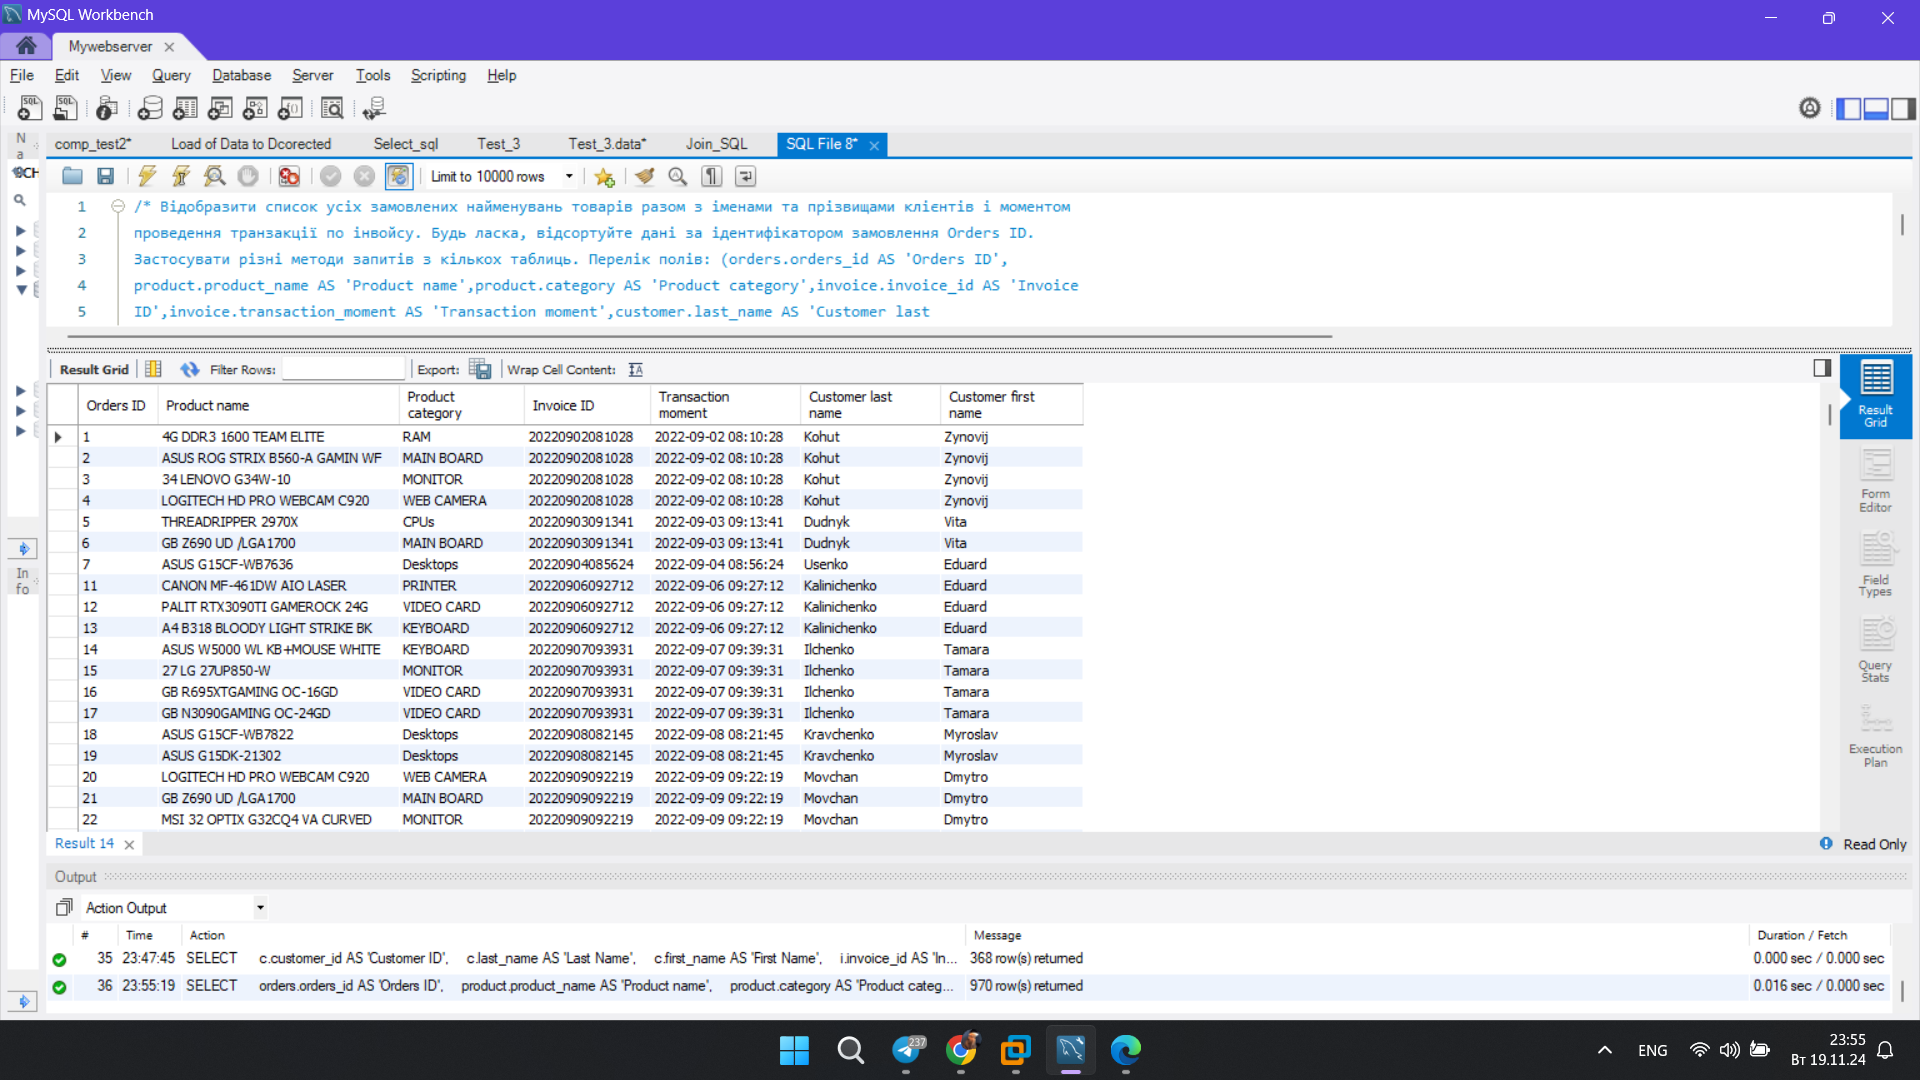 MySQL Workbench
Mywebserver
File Edit View Query Database Server Tools Scripting Help
comp_test2* Load of Data to Dcorected Select_sql Test_3 Test_3.data* Join_SQL SQL File 8*
Limit to 10000 rows
1 /* Відобразити список усіх замовлених найменувань товарів разом з іменами та прізвищами клієнтів і моментом
2 проведення транзакції по інвойсу. Будь ласка, відсортуйте дані за ідентифікатором замовлення Orders ID.
3 Застосувати різні методи запитів з кількох таблиць. Перелік полів: (orders.orders_id AS 'Orders ID',
4 product.product_name AS 'Product name',product.category AS 'Product category',invoice.invoice_id AS 'Invoice
5 ID',invoice.transaction_moment AS 'Transaction moment',customer.last_name AS 'Customer last
Result Grid Filter Rows: Export: Wrap Cell Content:
Orders ID Product name Product category Invoice ID Transaction moment Customer last name Customer first name
1 4G DDR3 1600 TEAM ELITE RAM 20220902081028 2022-09-02 08:10:28 Kohut Zynovij
2 ASUS ROG STRIX B560-A GAMIN WF MAIN BOARD 20220902081028 2022-09-02 08:10:28 Kohut Zynovij
3 34 LENOVO G34W-10 MONITOR 20220902081028 2022-09-02 08:10:28 Kohut Zynovij
4 LOGITECH HD PRO WEBCAM C920 WEB CAMERA 20220902081028 2022-09-02 08:10:28 Kohut Zynovij
5 THREADRIPPER 2970X CPUs 20220903091341 2022-09-03 09:13:41 Dudnyk Vita
6 GB Z690 UD /LGA1700 MAIN BOARD 20220903091341 2022-09-03 09:13:41 Dudnyk Vita
7 ASUS G15CF-WB7636 Desktops 20220904085624 2022-09-04 08:56:24 Usenko Eduard
11 CANON MF-461DW AIO LASER PRINTER 20220906092712 2022-09-06 09:27:12 Kalinichenko Eduard
12 PALIT RTX3090TI GAMEROCK 24G VIDEO CARD 20220906092712 2022-09-06 09:27:12 Kalinichenko Eduard
13 A4 B318 BLOODY LIGHT STRIKE BK KEYBOARD 20220906092712 2022-09-06 09:27:12 Kalinichenko Eduard
14 ASUS W5000 WL KB+MOUSE WHITE KEYBOARD 20220907093931 2022-09-07 09:39:31 Ilchenko Tamara
15 27 LG 27UP850-W MONITOR 20220907093931 2022-09-07 09:39:31 Ilchenko Tamara
16 GB R695XTGAMING OC-16GD VIDEO CARD 20220907093931 2022-09-07 09:39:31 Ilchenko Tamara
17 GB N3090GAMING OC-24GD VIDEO CARD 20220907093931 2022-09-07 09:39:31 Ilchenko Tamara
18 ASUS G15CF-WB7822 Desktops 20220908082145 2022-09-08 08:21:45 Kravchenko Myroslav
19 ASUS G15DK-21302 Desktops 20220908082145 2022-09-08 08:21:45 Kravchenko Myroslav
20 LOGITECH HD PRO WEBCAM C920 WEB CAMERA 20220909092219 2022-09-09 09:22:19 Movchan Dmytro
21 GB Z690 UD /LGA1700 MAIN BOARD 20220909092219 2022-09-09 09:22:19 Movchan Dmytro
22 MSI 32 OPTIX G32CQ4 VA CURVED MONITOR 20220909092219 2022-09-09 09:22:19 Movchan Dmytro
Result Grid
Form Editor
Field Types
Query Stats
Execution Plan
Result 14 Read Only
Output
Action Output
# Time Action Message Duration / Fetch
35 23:47:45 SELECT c.customer_id AS 'Customer ID', c.last_name AS 'Last Name', c.first_name AS 'First Name', i.invoice_id AS 'In... 368 row(s) returned 0.000 sec / 0.000 sec
36 23:55:19 SELECT orders.orders_id AS 'Orders ID', product.product_name AS 'Product name', product.category AS 'Product categ... 970 row(s) returned 0.016 sec / 0.000 sec
237
ENG
23:55
Вт 19.11.24